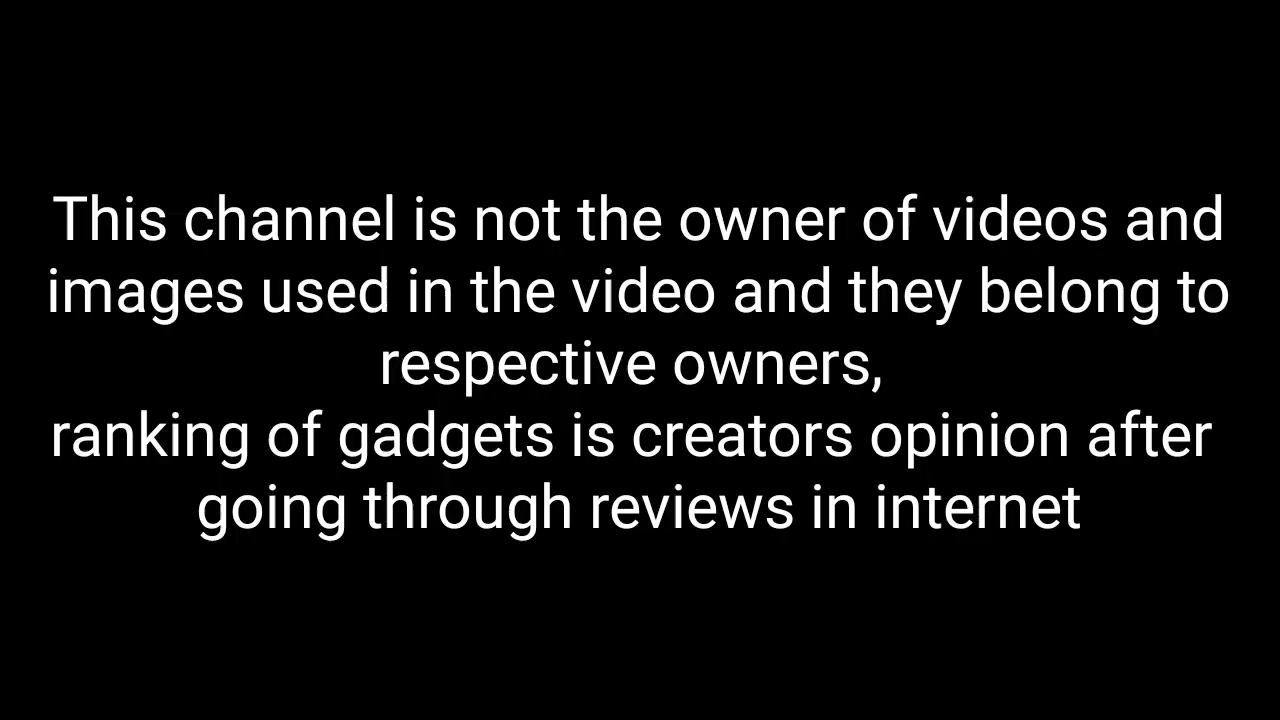 This channel is not the owner of videos and
images used in the video and they belong to
respective owners,
ranking of gadgets is creators opinion after
going through reviews in internet